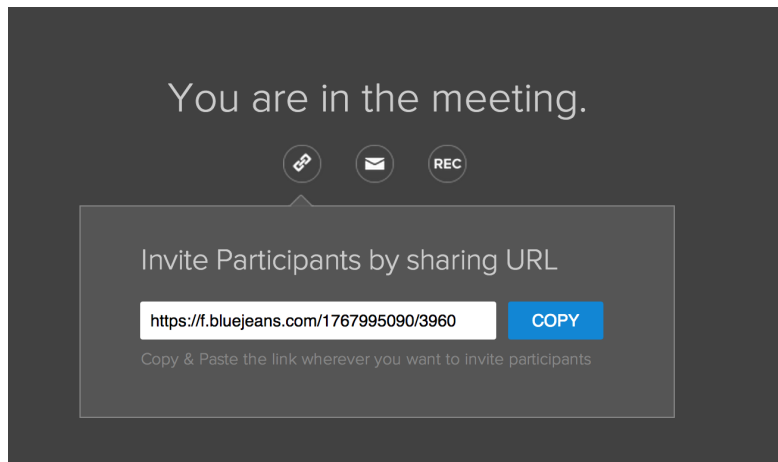 You are in the meeting.
REC
Invite Participants by sharing URL
https://f.bluejeans.com/1767995090/3960 COPY
Copy & Paste the link wherever you want to invite participants